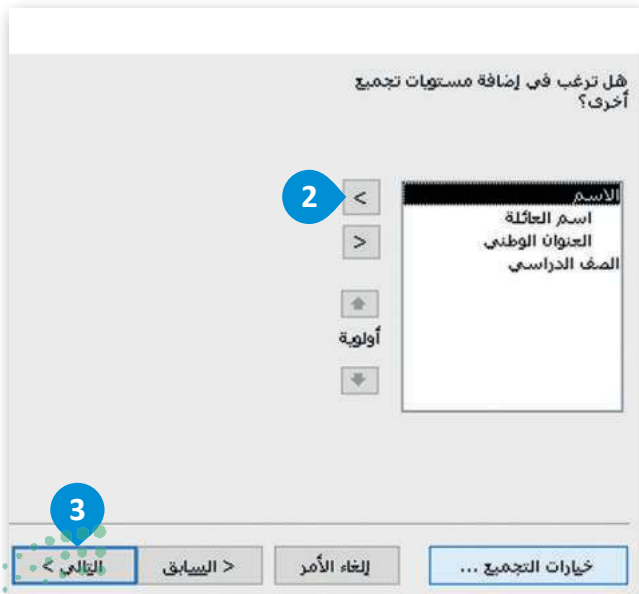 هل ترغب في إضافة مستويات تجميع
أخرى؟
الاسم
اسم العائلة
العنوان الوطني
الصف الدراسي
<
2
>
أولوية
3
خيارات التجميع ...
إلغاء الأمر
< السابق
التالي >